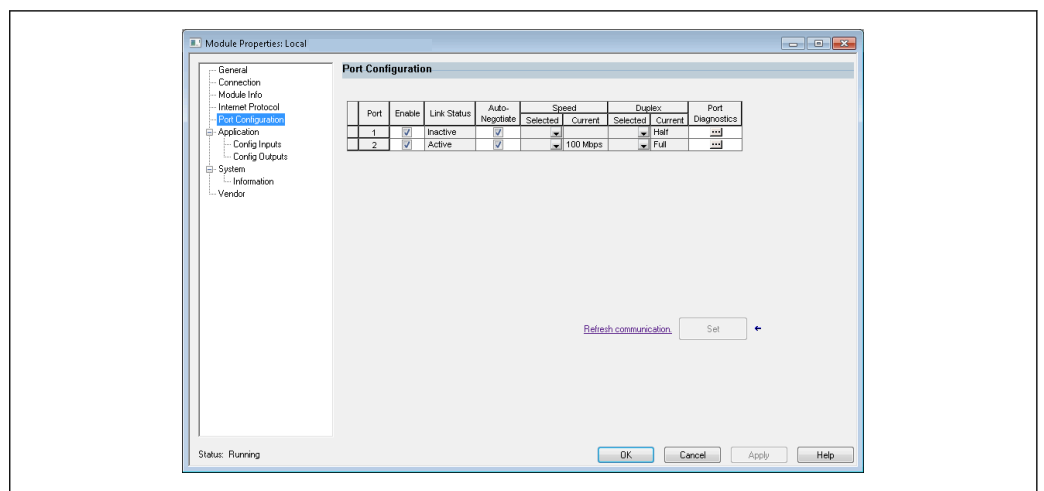 Module Properties: Local
General
Connection
Module Info
Internet Protocol
Port Configuration
Application
Config Inputs
Config Outputs
System
Information
Vendor
Port Configuration
Port Enable Link Status Auto-Negotiate Speed Duplex Port Diagnostics
Selected Current Selected Current
1 Inactive Half ...
2 Active 100 Mbps Full ...
Refresh communication. Set
Status: Running
OK Cancel Apply Help